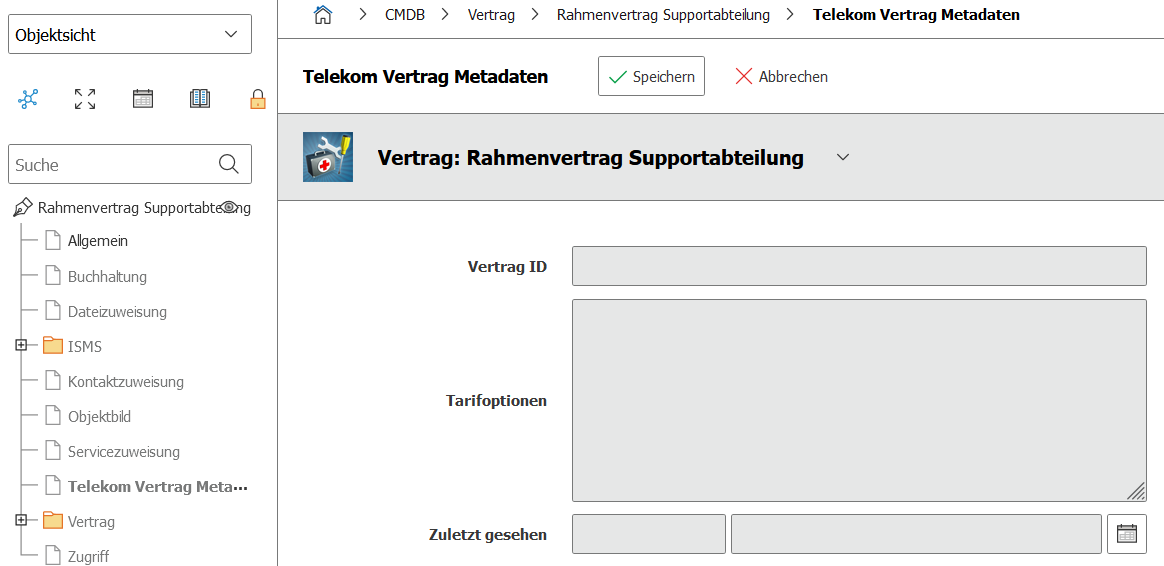 Objektsicht
Suche
Rahmenvertrag Supportabteilung
Allgemein
Buchhaltung
Dateizuweisung
ISMS
Kontaktzuweisung
Objektbild
Servicezuweisung
Telekom Vertrag Meta...
Vertrag
Zugriff
CMDB > Vertrag > Rahmenvertrag Supportabteilung > Telekom Vertrag Metadaten
Telekom Vertrag Metadaten Speichern Abbrechen
Vertrag: Rahmenvertrag Supportabteilung
Vertrag ID
Tarifoptionen
Zuletzt gesehen